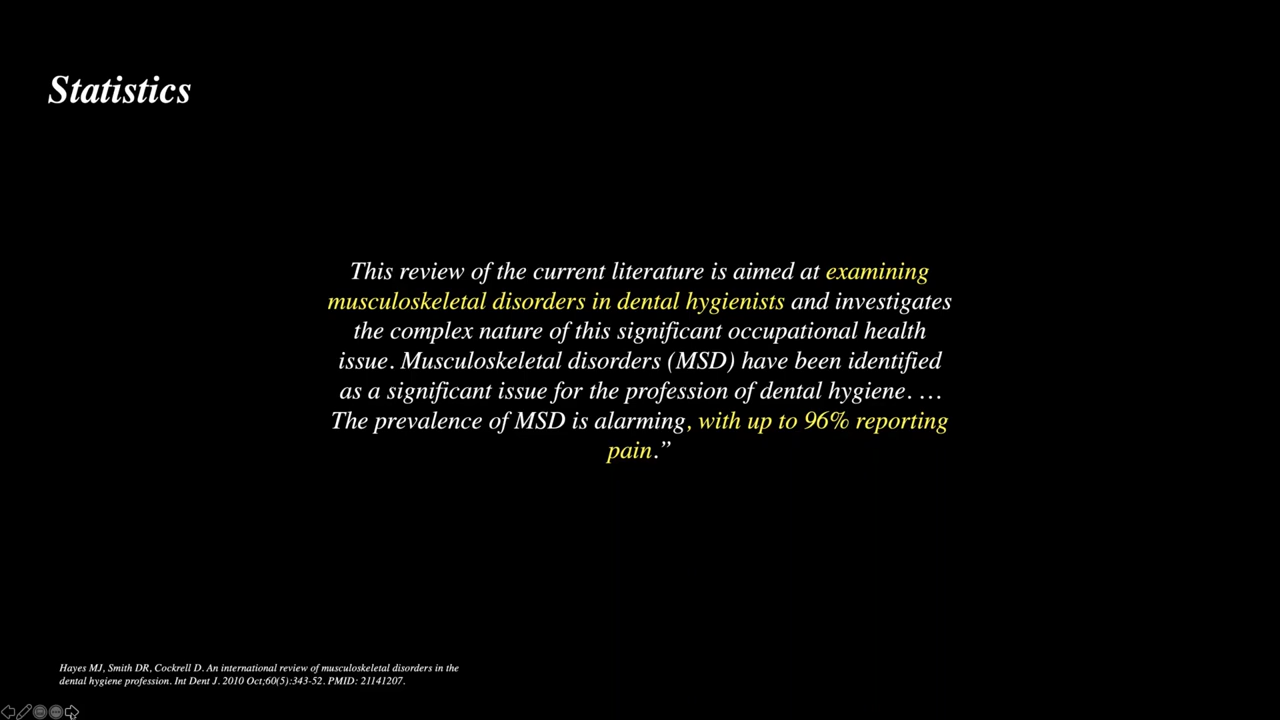 Statistics
This review of the current literature is aimed at examining
musculoskeletal disorders in dental hygienists and investigates
the complex nature of this significant occupational health
issue. Musculoskeletal disorders (MSD) have been identified
as a significant issue for the profession of dental hygiene. …
The prevalence of MSD is alarming, with up to 96% reporting
pain.”
Hayes MJ, Smith DR, Cockrell D. An international review of musculoskeletal disorders in the
dental hygiene profession. Int Dent J. 2010 Oct;60(5):343-52. PMID: 21141207.